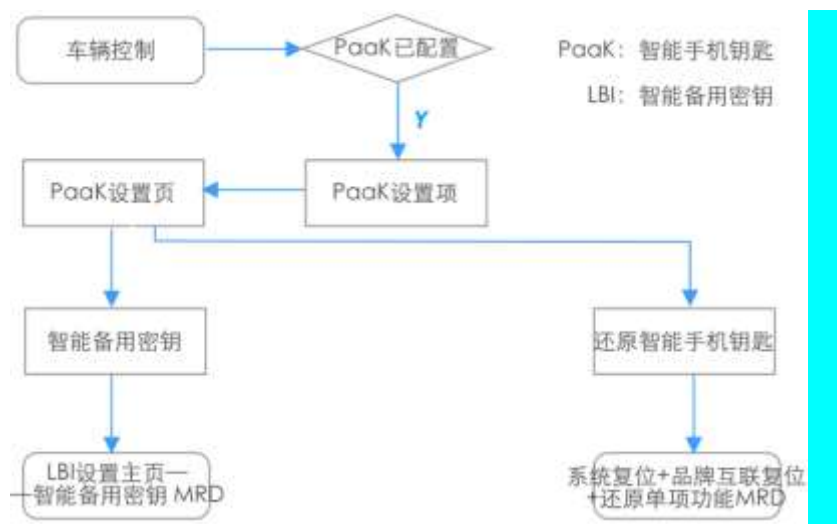 车辆控制
PaaK已配置
PaaK：智能手机钥匙
LBI：智能备用密钥
Y
PaaK设置页
PaaK设置项
智能备用密钥
还原智能手机钥匙
LBI设置主页—
—智能备用密钥 MRD
系统复位+品牌互联复位
+还原单项功能MRD